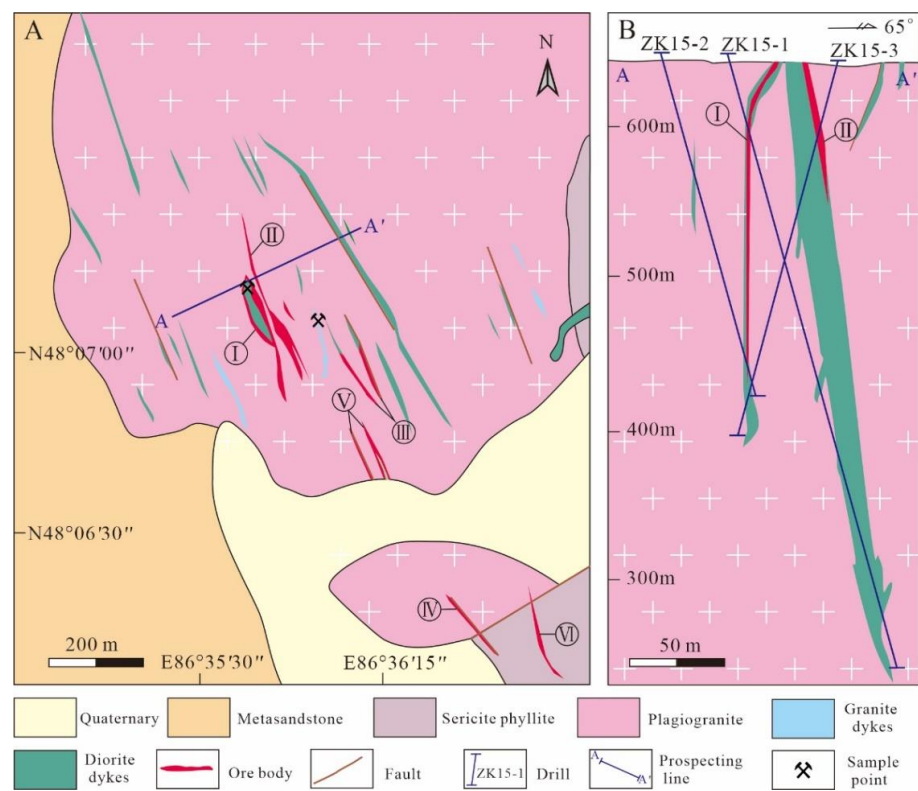 A
N
Ⅱ
A'
A
Ⅰ
N48°07′00″
Ⅴ
Ⅲ
N48°06′30″
Ⅳ
Ⅵ
200 m
E86°35′30″
E86°36′15″
B
65°
ZK15-2 ZK15-1 ZK15-3
A
A'
Ⅰ
Ⅱ
600m
500m
400m
300m
50 m
Quaternary
Metasandstone
Sericite phyllite
Plagiogranite
Granite
dykes
Diorite
dykes
Ore body
Fault
ZK15-1
Drill
A
A'
Prospecting
line
Sample
point